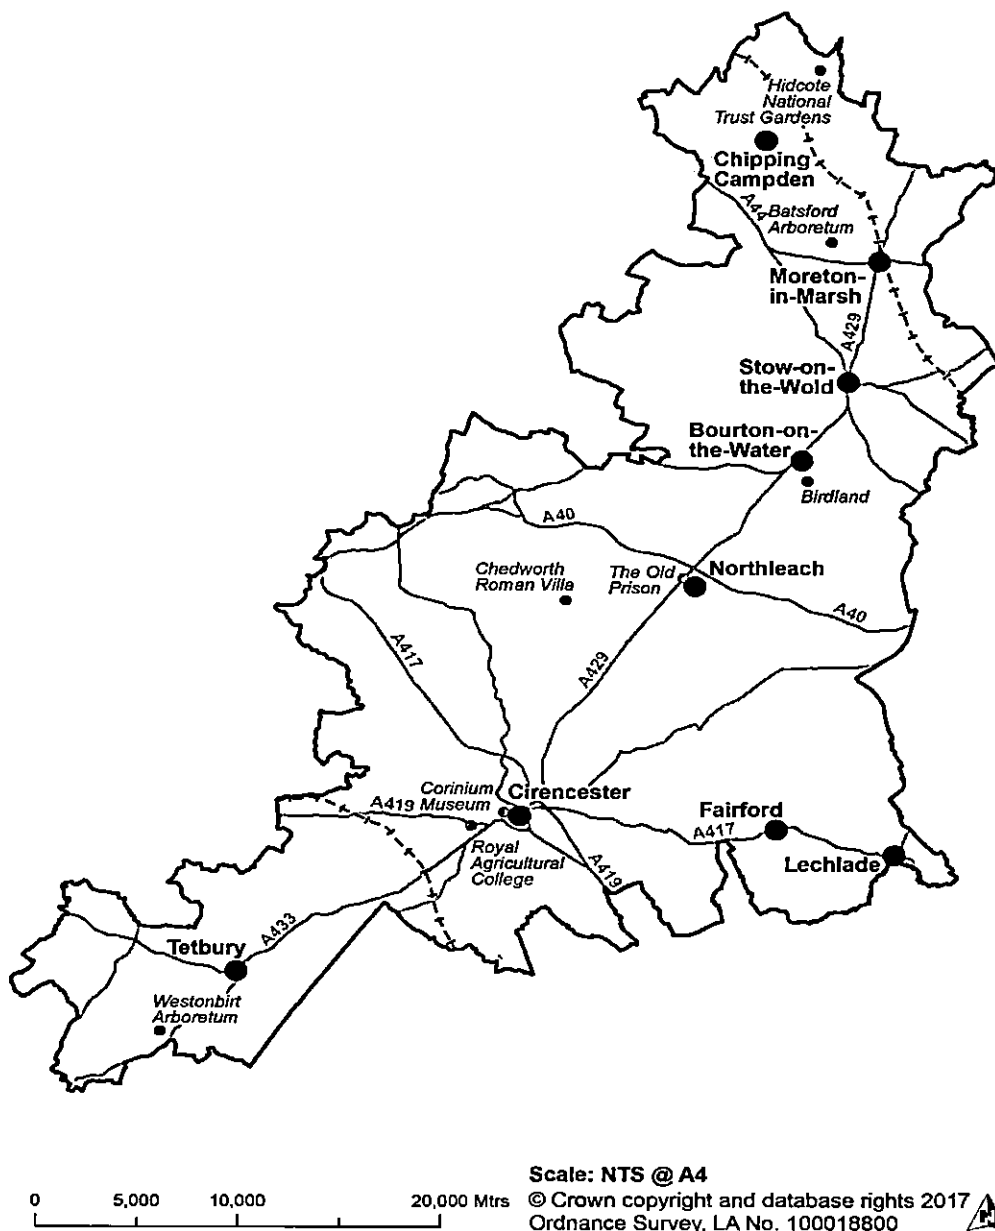 Hidcote
National
Trust Gardens
Chipping
Campden
A44
Batsford
Arboretum
Moreton-
in-Marsh
A429
Stow-on-
the-Wold
Bourton-on-
the-Water
Birdland
A40
Chedworth
Roman Villa
The Old
Prison
Northleach
A40
A417
A429
Corinium
Museum
Cirencester
A419
Royal
Agricultural
College
A419
A417
Fairford
Lechlade
A433
Tetbury
Westonbirt
Arboretum
Scale: NTS @ A4
0 5,000 10,000 20,000 Mtrs
© Crown copyright and database rights 2017
Ordnance Survey, LA No. 100018800
N